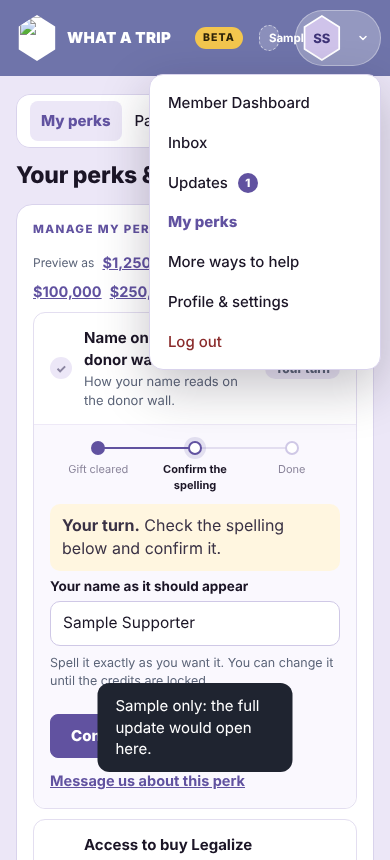 WHAT A TRIP
BETA
Sampl
SS
My perks
Pa
Member Dashboard
Inbox
Updates 1
My perks
More ways to help
Profile & settings
Log out
Your perks &
MANAGE MY PER
Preview as $1,250
$100,000 $250,
Name on
donor wa
How your name reads on
the donor wall.
Your turn
Gift cleared
Confirm the
spelling
Done
Your turn. Check the spelling
below and confirm it.
Your name as it should appear
Sample Supporter
Spell it exactly as you want it. You can change it
until the credits are locked.
Con
Sample only: the full
update would open
here.
Message us about this perk
Access to buy Legalize